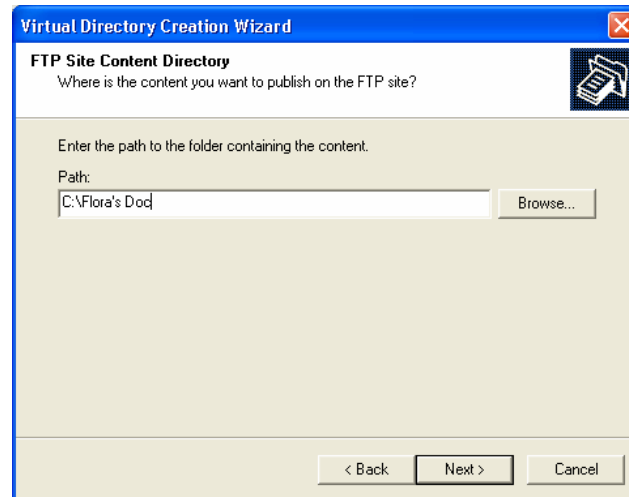 Virtual Directory Creation Wizard
FTP Site Content Directory
Where is the content you want to publish on the FTP site?
Enter the path to the folder containing the content.
Path:
C:\Flora's Doc
Browse...
< Back
Next >
Cancel